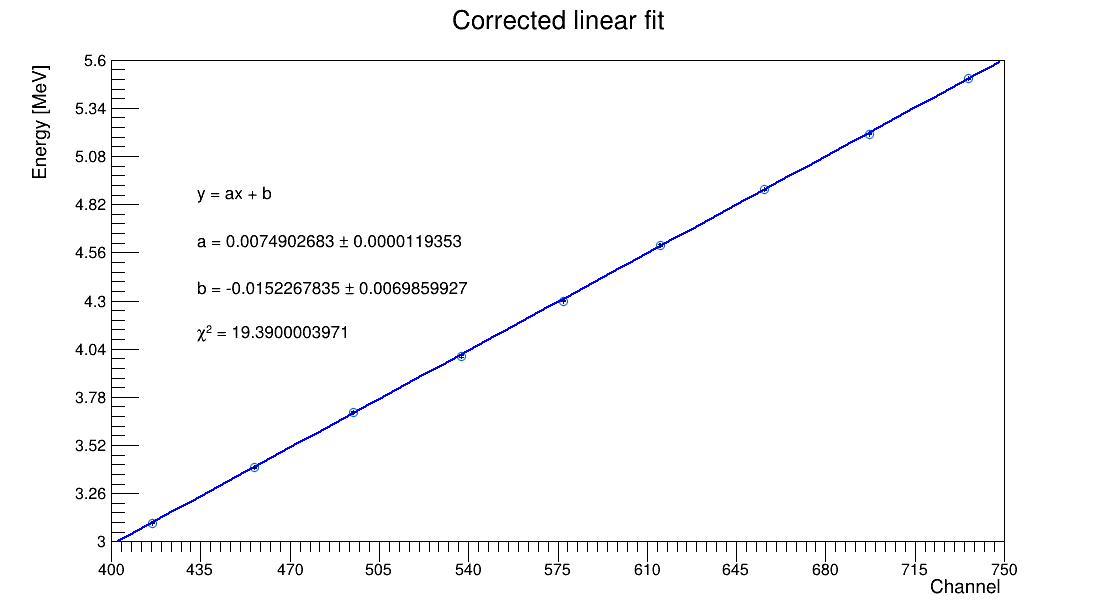 Corrected linear fit
Energy [MeV]
5.6
5.34
5.08
4.82
4.56
4.3
4.04
3.78
3.52
3.26
3
y = ax + b
a = 0.0074902683 ± 0.0000119353
b = -0.0152267835 ± 0.0069859927
χ² = 19.3900003971
400 435 470 505 540 575 610 645 680 715 750
Channel